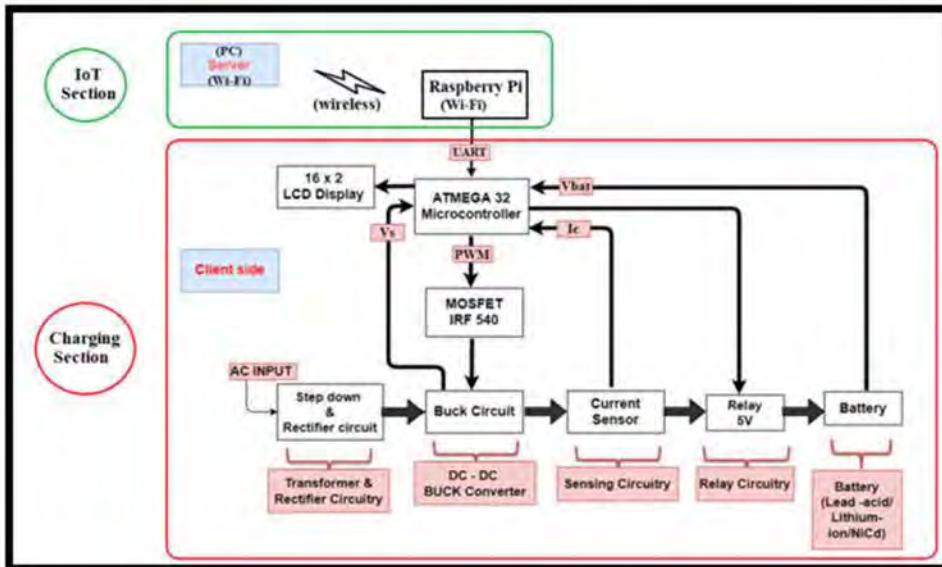 IoT
Section
(PC)
Server
(Wi-Fi)
(wireless)
Raspberry Pi
(Wi-Fi)
UART
16 x 2
LCD Display
ATMEGA 32
Microcontroller
Vbat
Vs
Ic
PWM
Client side
MOSFET
IRF 540
Charging
Section
AC INPUT
Step down
&
Rectifier circuit
Buck Circuit
Current
Sensor
Relay
5V
Battery
Transformer &
Rectifier Circuitry
DC - DC
BUCK Converter
Sensing Circuitry
Relay Circuitry
Battery
(Lead -acid/
Lithium-
ion/NiCd)